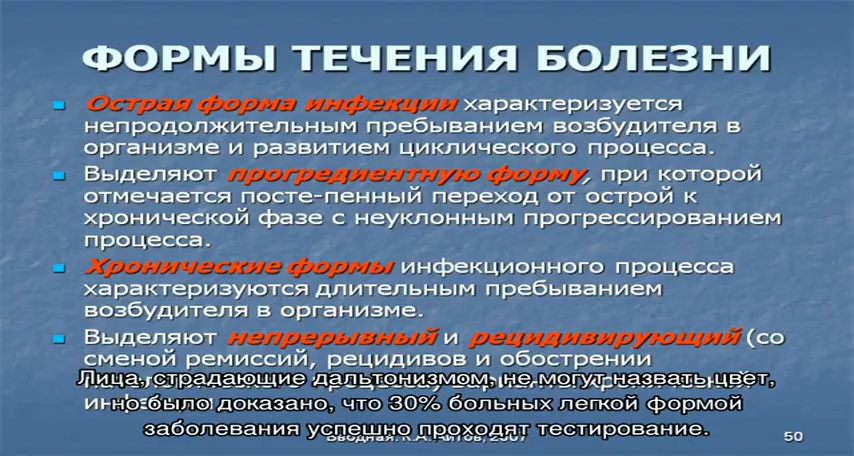 ФОРМЫ ТЕЧЕНИЯ БОЛЕЗНИ
Острая форма инфекции характеризуется
непродолжительным пребыванием возбудителя в
организме и развитием циклического процесса.
Выделяют прогредиентную форму, при которой
отмечается посте-пенный переход от острой к
хронической фазе с неуклонным прогрессированием
процесса.
Хронические формы инфекционного процесса
характеризуются длительным пребыванием
возбудителя в организме.
Выделяют непрерывный и рецидивирующий (со
сменой ремиссий, рецидивов и обострении
Лица, страдающие дальтонизмом, не могут назвать цвет,
но было доказано, что 30% больных легкой формой
заболевания успешно проходят тестирование.
50